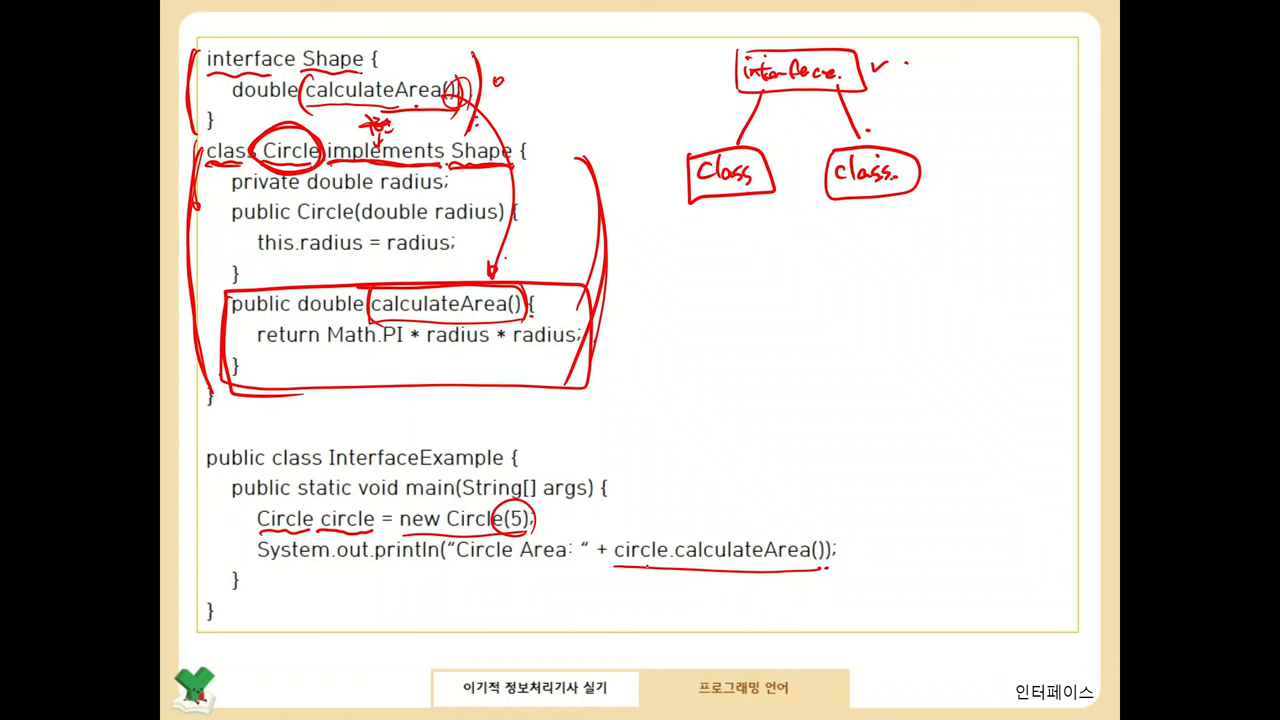 interface Shape {
double calculateArea();
}
class Circle implements Shape {
private double radius;
public Circle(double radius) {
this.radius = radius;
}
public double calculateArea() {
return Math.PI * radius * radius;
}
}
public class InterfaceExample {
public static void main(String[] args) {
Circle circle = new Circle(5);
System.out.println("Circle Area: " + circle.calculateArea());
}
}
interface.
class
class.
이기적 정보처리기사 실기
프로그래밍 언어
인터페이스